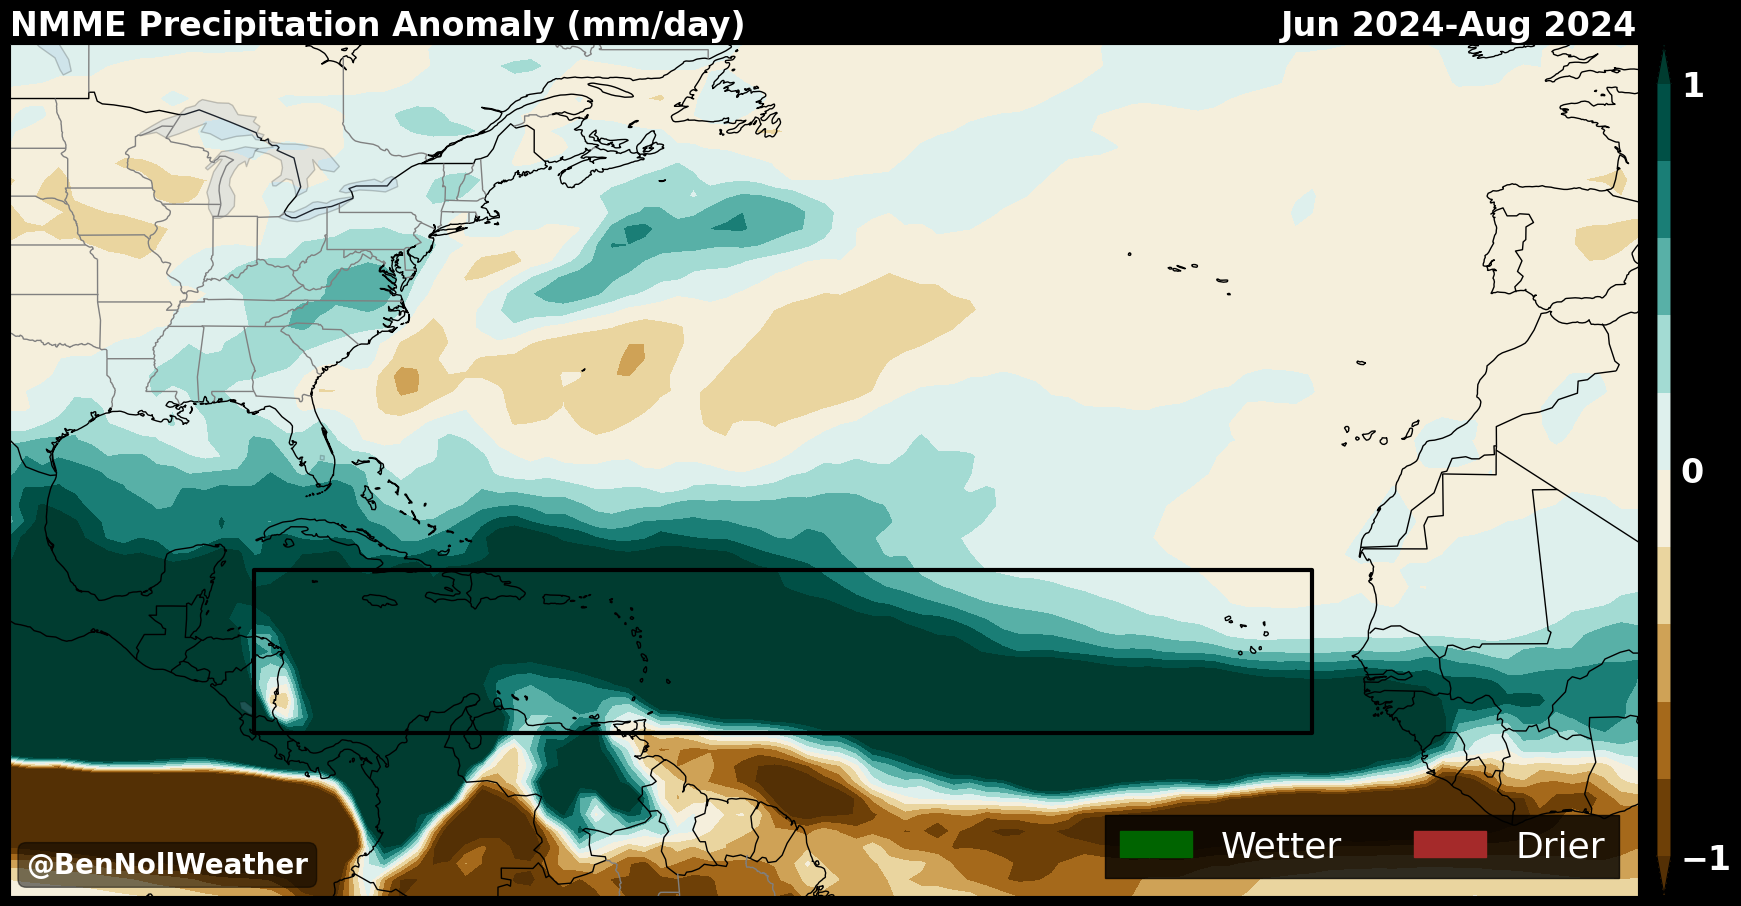 NMME Precipitation Anomaly (mm/day)
Jun 2024-Aug 2024
1
0
−1
@BenNollWeather
Wetter
Drier